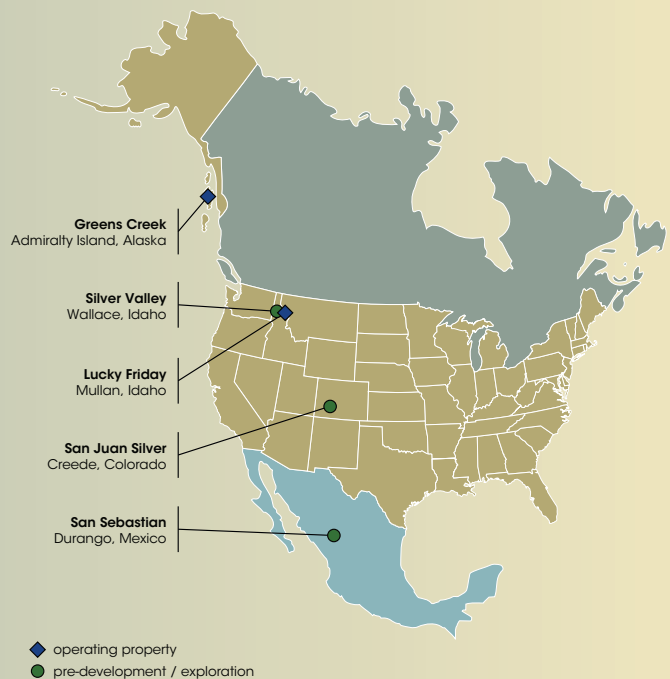 Greens Creek
Admiralty Island, Alaska
Silver Valley
Wallace, Idaho
Lucky Friday
Mullan, Idaho
San Juan Silver
Creede, Colorado
San Sebastian
Durango, Mexico
operating property
pre-development / exploration